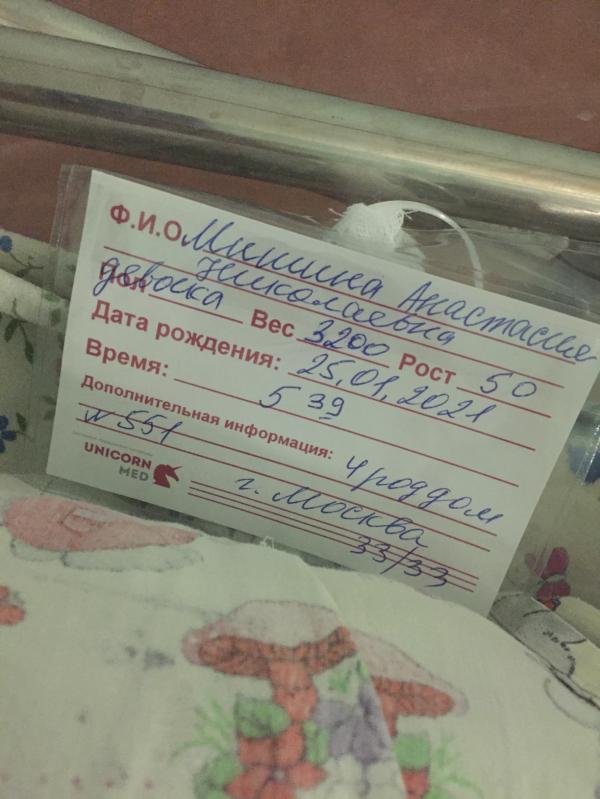 Ф.И.О Минина Анастасия
Николаевна
Пол девочка Вес 3200 Рост 50
Дата рождения: 25.01.2021
Время: 5 39
Дополнительная информация: 4 роддом
N 551 г. Москва
33/33
UNICORN
MED